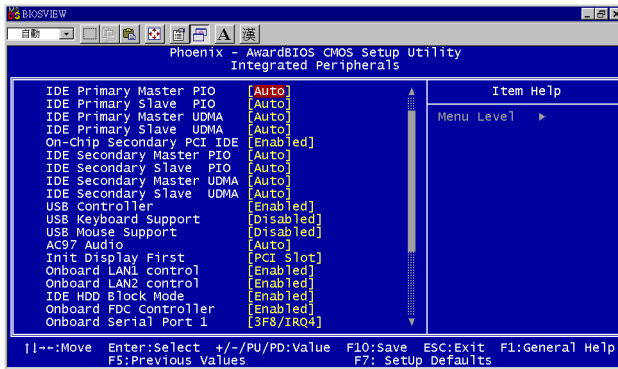 BIOSVIEW
自動
A 漢
Phoenix - AwardBIOS CMOS Setup Utility
Integrated Peripherals
IDE Primary Master PIO [Auto]
IDE Primary Slave PIO [Auto]
IDE Primary Master UDMA [Auto]
IDE Primary Slave UDMA [Auto]
On-Chip Secondary PCI IDE [Enabled]
IDE Secondary Master PIO [Auto]
IDE Secondary Slave PIO [Auto]
IDE Secondary Master UDMA [Auto]
IDE Secondary Slave UDMA [Auto]
USB Controller [Enabled]
USB Keyboard Support [Disabled]
USB Mouse Support [Disabled]
AC97 Audio [Auto]
Init Display First [PCI Slot]
Onboard LAN1 control [Enabled]
Onboard LAN2 control [Enabled]
IDE HDD Block Mode [Enabled]
Onboard FDC Controller [Enabled]
Onboard Serial Port 1 [3F8/IRQ4]
Item Help
Menu Level ▶
↑↓→←:Move Enter:Select +/-/PU/PD:Value F10:Save ESC:Exit F1:General Help
F5:Previous Values F7: SetUp Defaults